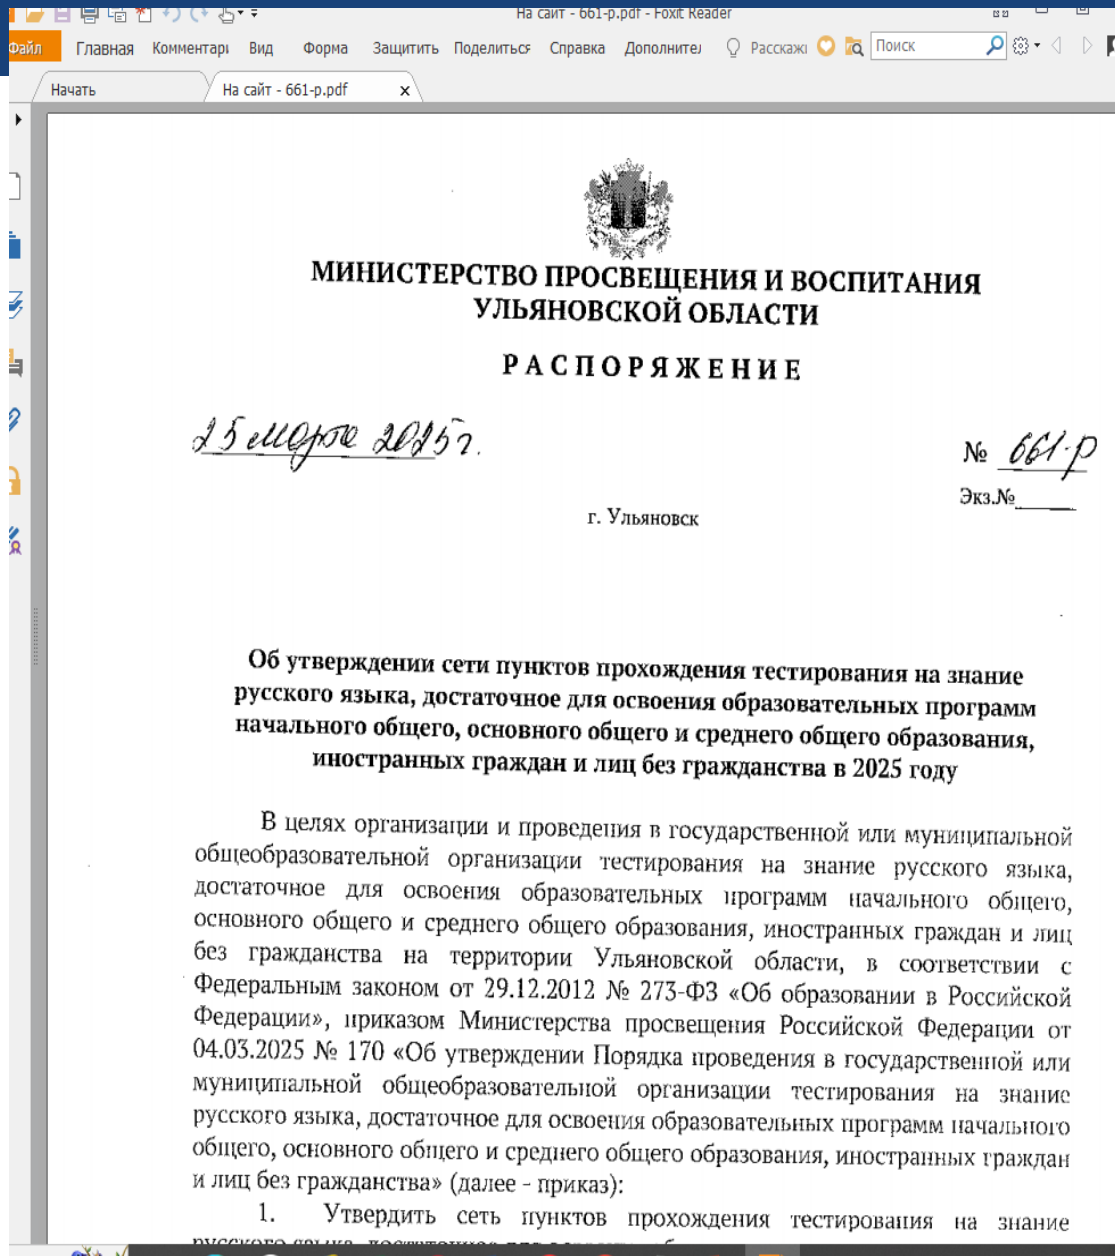 На сайт - 661-р.pdf - Foxit Reader
Файл Главная Комментарі Вид Форма Защитить Поделиться Справка Дополнител Расскажи Поиск
Начать На сайт - 661-р.pdf x
МИНИСТЕРСТВО ПРОСВЕЩЕНИЯ И ВОСПИТАНИЯ
УЛЬЯНОВСКОЙ ОБЛАСТИ
Р А С П О Р Я Ж Е Н И Е
25 марта 2025 г.
№ 661-р
Экз.№
г. Ульяновск
Об утверждении сети пунктов прохождения тестирования на знание
русского языка, достаточное для освоения образовательных программ
начального общего, основного общего и среднего общего образования,
иностранных граждан и лиц без гражданства в 2025 году
В целях организации и проведения в государственной или муниципальной
общеобразовательной организации тестирования на знание русского языка,
достаточное для освоения образовательных программ начального общего,
основного общего и среднего общего образования, иностранных граждан и лиц
без гражданства на территории Ульяновской области, в соответствии с
Федеральным законом от 29.12.2012 № 273-ФЗ «Об образовании в Российской
Федерации», приказом Министерства просвещения Российской Федерации от
04.03.2025 № 170 «Об утверждении Порядка проведения в государственной или
муниципальной общеобразовательной организации тестирования на знание
русского языка, достаточное для освоения образовательных программ начального
общего, основного общего и среднего общего образования, иностранных граждан
и лиц без гражданства» (далее - приказ):
1. Утвердить сеть пунктов прохождения тестирования на знание